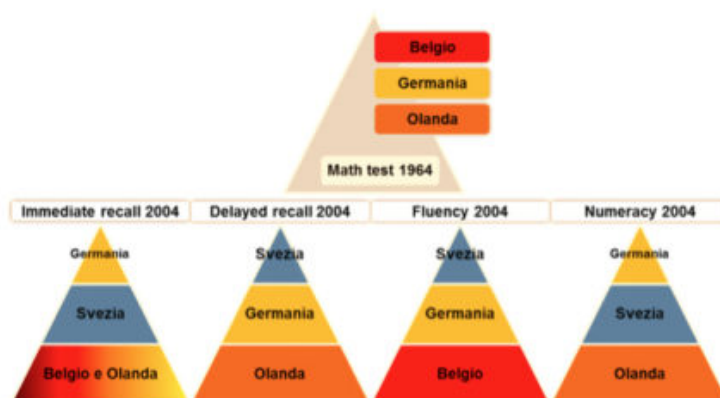 Belgio
Germania
Olanda
Math test 1964
Immediate recall 2004
Delayed recall 2004
Fluency 2004
Numeracy 2004
Germania
Svezia
Svezia
Germania
Svezia
Germania
Germania
Svezia
Belgio e Olanda
Olanda
Belgio
Olanda